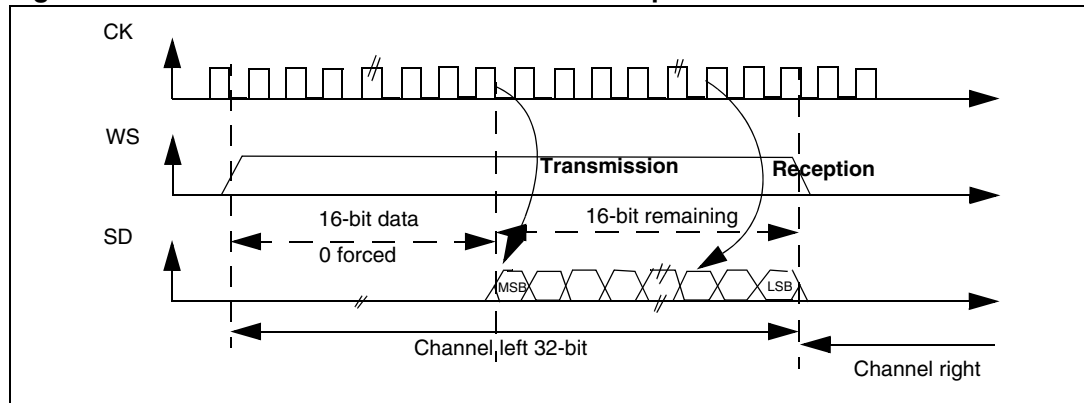 CK
WS
Transmission
Reception
16-bit data
16-bit remaining
SD
0 forced
MSB
LSB
Channel left 32-bit
Channel right